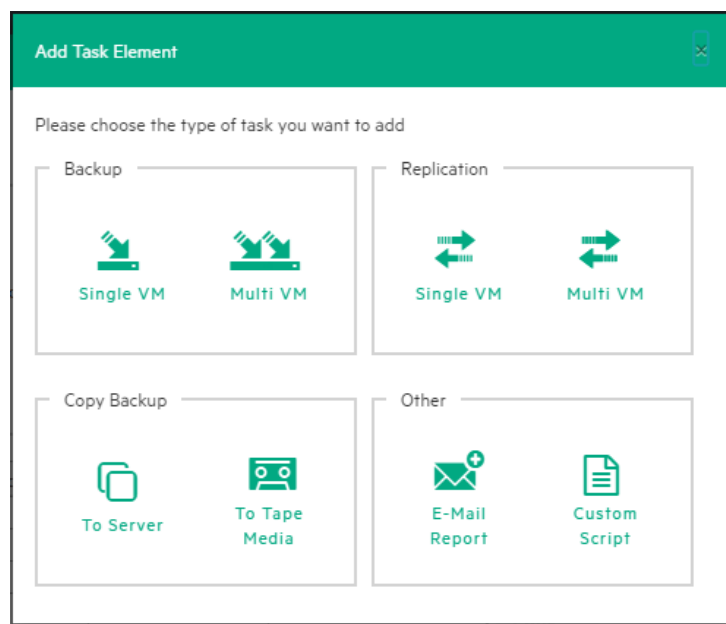 Add Task Element
Please choose the type of task you want to add
Backup
Single VM
Multi VM
Replication
Single VM
Multi VM
Copy Backup
To Server
To Tape
Media
Other
E-Mail
Report
Custom
Script